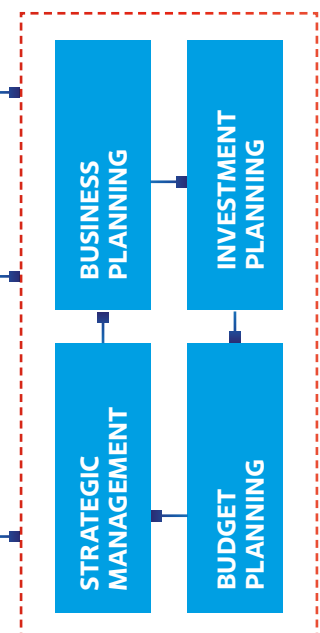 STRATEGIC
MANAGEMENT
BUSINESS
PLANNING
BUDGET
PLANNING
INVESTMENT
PLANNING